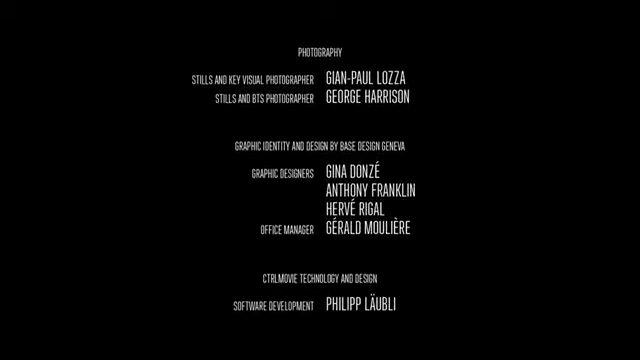 PHOTOGRAPHY
STILLS AND KEY VISUAL PHOTOGRAPHER GIAN-PAUL LOZZA
STILLS AND BTS PHOTOGRAPHER GEORGE HARRISON
GRAPHIC IDENTITY AND DESIGN BY BASE DESIGN GENEVA
GRAPHIC DESIGNERS GINA DONZÉ
ANTHONY FRANKLIN
HERVÉ RIGAL
OFFICE MANAGER GÉRALD MOULIÈRE
CTRLMOVIE TECHNOLOGY AND DESIGN
SOFTWARE DEVELOPMENT PHILIPP LÄUBLI